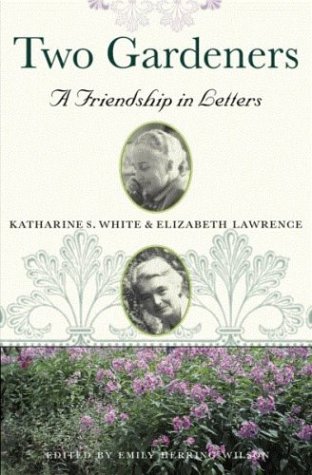 Two Gardeners
A Friendship in Letters
KATHARINE S. WHITE & ELIZABETH LAWRENCE
EDITED BY EMILY HERRING WILSON